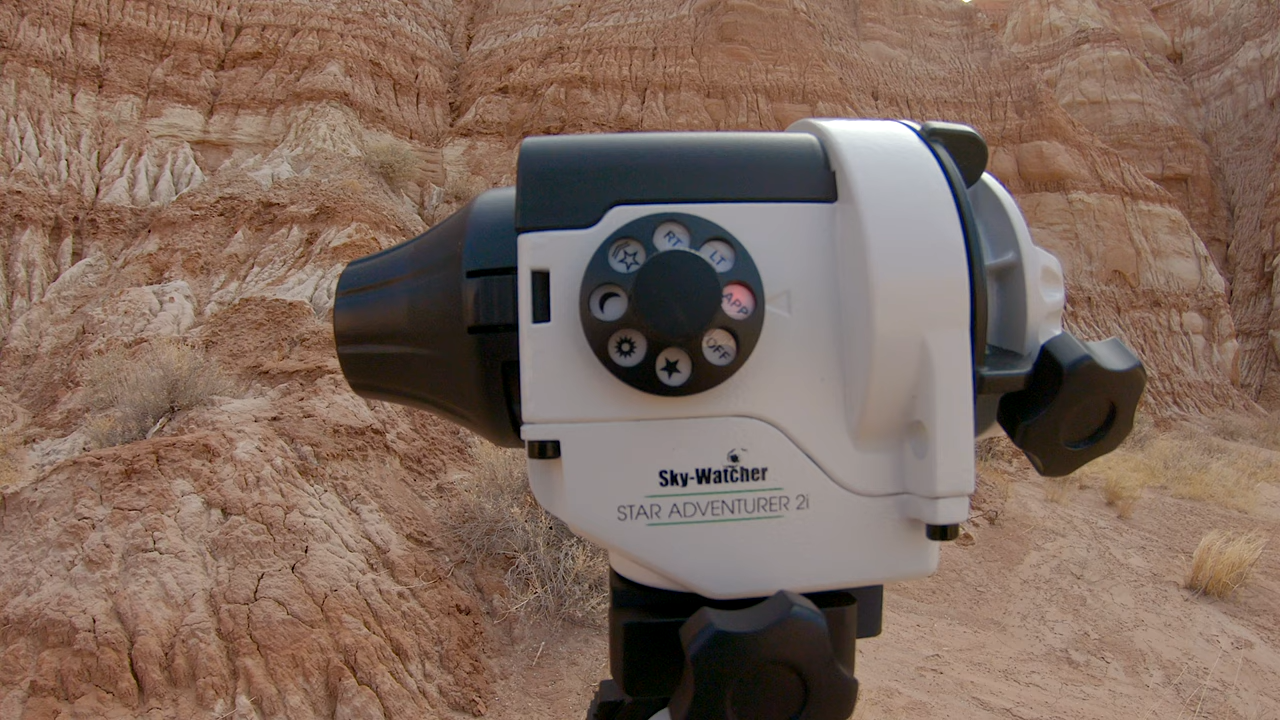 RT
LT
APP
OFF
Sky-Watcher
STAR ADVENTURER 2i